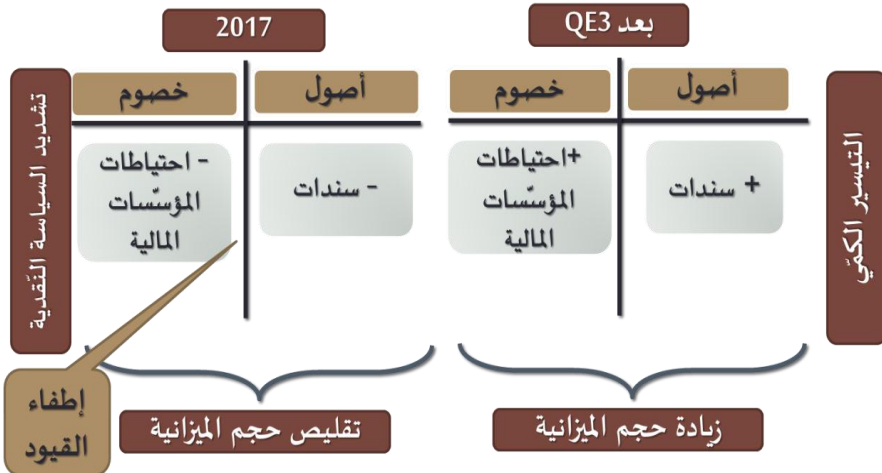 بعد QE3
2017
التيسير الكمّي
أصول
خصوم
+ سندات
+احتياطات
المؤسّسات
المالية
زيادة حجم الميزانية
أصول
خصوم
- سندات
- احتياطات
المؤسّسات
المالية
تشديد السياسة النّقدية
تقليص حجم الميزانية
إطفاء
القيود